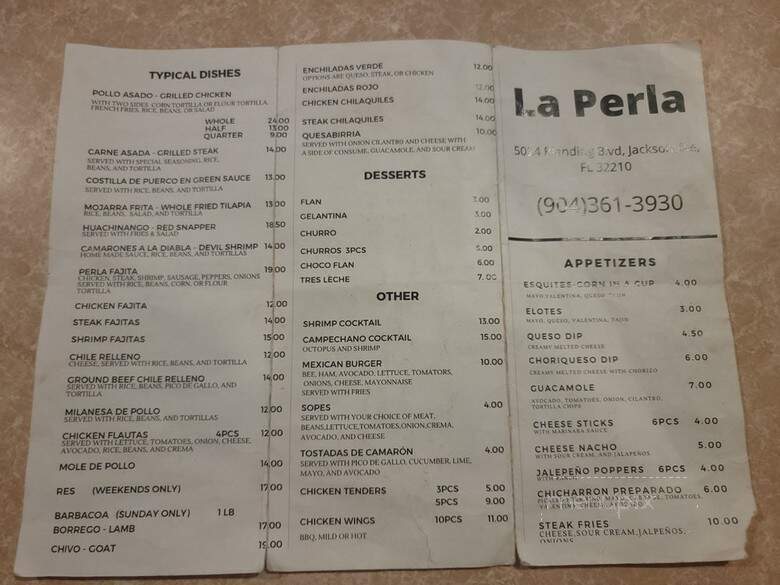 TYPICAL DISHES
POLLO ASADO - GRILLED CHICKEN
WITH TWO SIDES CORN TORTILLA OR FLOUR TORTILLA
FRENCH FRIES, RICE, BEANS, OR SALAD
WHOLE 24.00
HALF 13.00
QUARTER 9.00
CARNE ASADA - GRILLED STEAK 14.00
SERVED WITH SPECIAL SEASONING, RICE,
BEANS, AND TORTILLA
COSTILLA DE PUERCO EN GREEN SAUCE 13.00
SERVED WITH RICE, BEANS, AND TORTILLA
MOJARRA FRITA - WHOLE FRIED TILAPIA 13.00
RICE, BEANS, SALAD, AND TORTILLA
HUACHINANGO - RED SNAPPER 18.50
SERVED WITH FRIES & SALAD
CAMARONES A LA DIABLA - DEVIL SHRIMP 14.00
HOME MADE SAUCE, RICE, BEANS, AND TORTILLAS
PERLA FAJITA 19.00
CHICKEN, STEAK, SHRIMP, SAUSAGE, PEPPERS, ONIONS
SERVED WITH RICE, BEANS, CORN, OR FLOUR
TORTILLA
CHICKEN FAJITA 12.00
STEAK FAJITAS 14.00
SHRIMP FAJITAS 15.00
CHILE RELLENO 12.00
CHEESE, SERVED WITH RICE, BEANS, AND TORTILLA
GROUND BEEF CHILE RELLENO 14.00
SERVED WITH RICE, BEANS, PICO DE GALLO, AND
TORTILLA
MILANESA DE POLLO 12.00
SERVED WITH RICE, BEANS, AND TORTILLAS
CHICKEN FLAUTAS 4PCS 12.00
SERVED WITH LETTUCE, TOMATOES, ONION, CHEESE,
AVOCADO, RICE, BEANS, AND CREMA
MOLE DE POLLO 14.00
RES (WEEKENDS ONLY) 17.00
BARBACOA (SUNDAY ONLY) 1 LB
BORREGO - LAMB 17.00
CHIVO - GOAT 19.00
ENCHILADAS VERDE 12.00
OPTIONS ARE QUESO, STEAK, OR CHICKEN
ENCHILADAS ROJO 12.00
CHICKEN CHILAQUILES 14.00
STEAK CHILAQUILES 14.00
QUESABIRRIA 10.00
SERVED WITH ONION CILANTRO AND CHEESE WITH
A SIDE OF CONSUME, GUACAMOLE, AND SOUR CREAM
DESSERTS
FLAN 3.00
GELANTINA 3.00
CHURRO 2.00
CHURROS 3PCS 5.00
CHOCO FLAN 6.00
TRES LÈCHE 7.00
OTHER
SHRIMP COCKTAIL 13.00
CAMPECHANO COCKTAIL 15.00
OCTOPUS AND SHRIMP
MEXICAN BURGER 10.00
BEE, HAM, AVOCADO, LETTUCE, TOMATORS,
ONIONS, CHEESE, MAYONNAISE
SERVED WITH FRIES
SOPES 4.00
SERVED WITH YOUR CHOICE OF MEAT,
BEANS,LETTUCE,TOMATOES,ONION,CREMA,
AVOCADO, AND CHEESE
TOSTADAS DE CAMARÓN 4.00
SERVED WITH PICO DE GALLO, CUCUMBER, LIME,
MAYO, AND AVOCADO
CHICKEN TENDERS 3PCS 5.00
5PCS 9.00
CHICKEN WINGS 10PCS 11.00
BBQ, MILD OR HOT
La Perla
Blvd,
FL 32210
(904)361-3930
APPETIZERS
ESQUITES-CORN IN A CUP 4.00
MAYO, VALENTINA, QUESO, TAJIN
ELOTES 3.00
MAYO, QUESO, VALENTINA, TAJIN
QUESO DIP 4.50
CREAMY MELTED CHEESE
CHORIQUESO DIP 6.00
CREAMY MELTED CHEESE WITH CHORIZO
GUACAMOLE 7.00
AVOCADO, TOMATOES, ONION, CILANTRO,
TORTILLA CHIPS
CHEESE STICKS 6PCS 4.00
WITH MARINARA SAUCE
CHEESE NACHO 5.00
WITH SOUR CREAM, AND JALAPEÑOS
JALEPEÑO POPPERS 6PCS 4.00
WITH
CHICHARRON PREPARADO 6.00
TOMATOES,
STEAK FRIES 10.00
CHEESE,SOUR CREAM,JALPEÑOS,
ONIONS